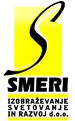 S
SMERI
IZOBRAŽEVANJE
SVETOVANJE
IN RAZVOJ d.o.o.